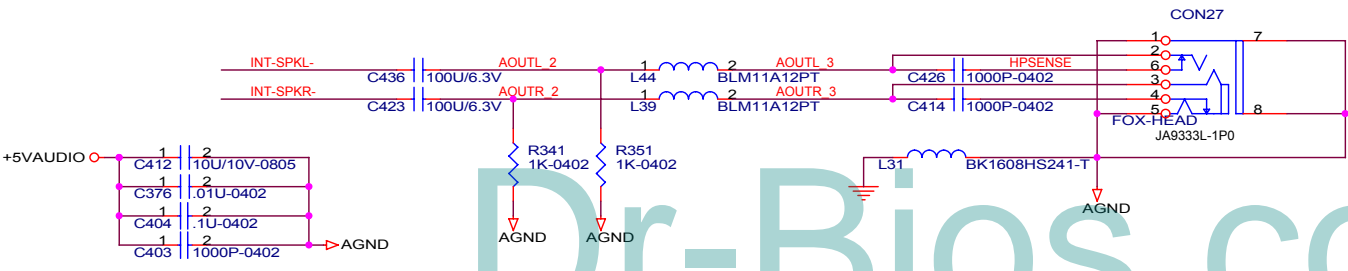 CON27
1 7
2
INT-SPKL- AOUTL_2 1 2 AOUTL_3 HPSENSE 6
C436 100U/6.3V L44 BLM11A12PT C426 1000P-0402 3
INT-SPKR- AOUTR_2 1 2 AOUTR_3 4
C423 100U/6.3V L39 BLM11A12PT C414 1000P-0402 5 8
FOX-HEAD
JA9333L-1P0
+5VAUDIO 1 2
C412 10U/10V-0805
R341 R351
1K-0402 1K-0402
L31 BK1608HS241-T
1 2
C376 .01U-0402
1 2
C404 .1U-0402
AGND
AGND AGND
1 2 AGND
C403 1000P-0402
Dr-Bios.co